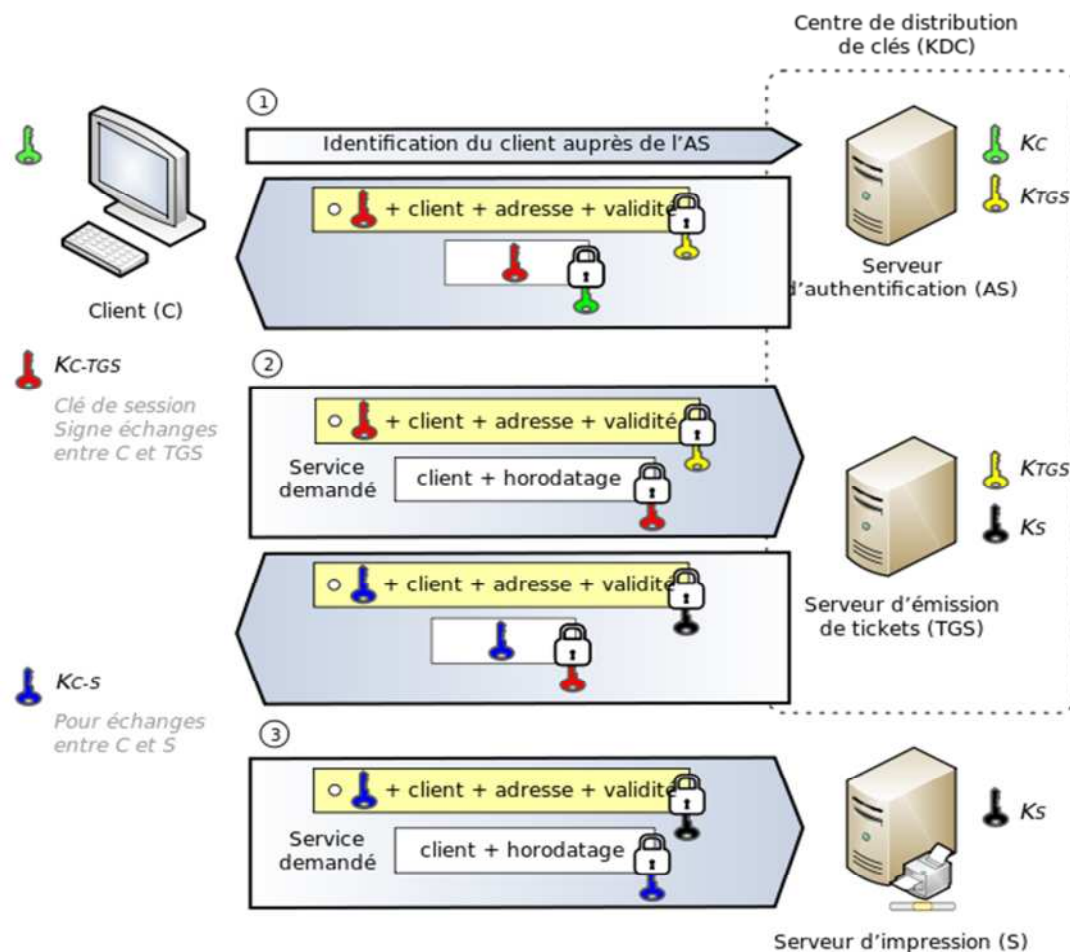 Centre de distribution
de clés (KDC)
1
Identification du client auprès de l'AS
KC
+ client + adresse + validité
KTGS
Client (C)
Serveur
d'authentification (AS)
KC-TGS
Clé de session
Signe échanges
entre C et TGS
2
+ client + adresse + validité
Service
demandé
client + horodatage
KTGS
KS
+ client + adresse + validité
Serveur d'émission
de tickets (TGS)
KC-S
Pour échanges
entre C et S
3
+ client + adresse + validité
Service
demandé
client + horodatage
KS
Serveur d'impression (S)